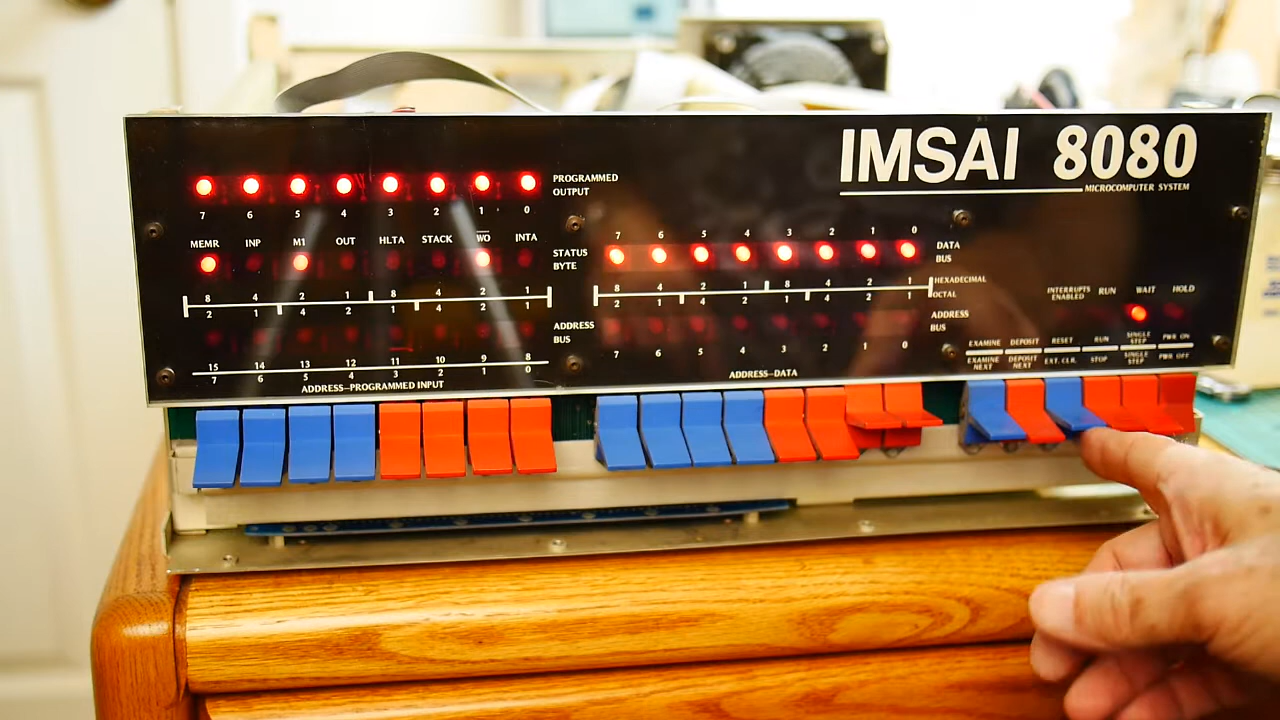 IMSAI 8080
MICROCOMPUTER SYSTEM
PROGRAMMED
OUTPUT
7 6 5 4 3 2 1 0
MEMR INP M1 OUT HLTA STACK WO INTA
STATUS
BYTE
7 6 5 4 3 2 1 0
DATA
BUS
8 4 2 1 8 4 2 1
2 1 4 2 1 4 2 1
8 4 2 1 8 4 2 1
2 1 4 2 1 4 2 1
HEXADECIMAL
OCTAL
ADDRESS
BUS
15 14 13 12 11 10 9 8
7 6 5 4 3 2 1 0
ADDRESS–PROGRAMMED INPUT
7 6 5 4 3 2 1 0
ADDRESS
BUS
ADDRESS–DATA
INTERRUPTS
ENABLED
RUN WAIT HOLD
EXAMINE DEPOSIT RESET RUN SINGLE STEP PWR ON
EXAMINE NEXT DEPOSIT NEXT EXT. CLR. STOP SINGLE STEP PWR OFF